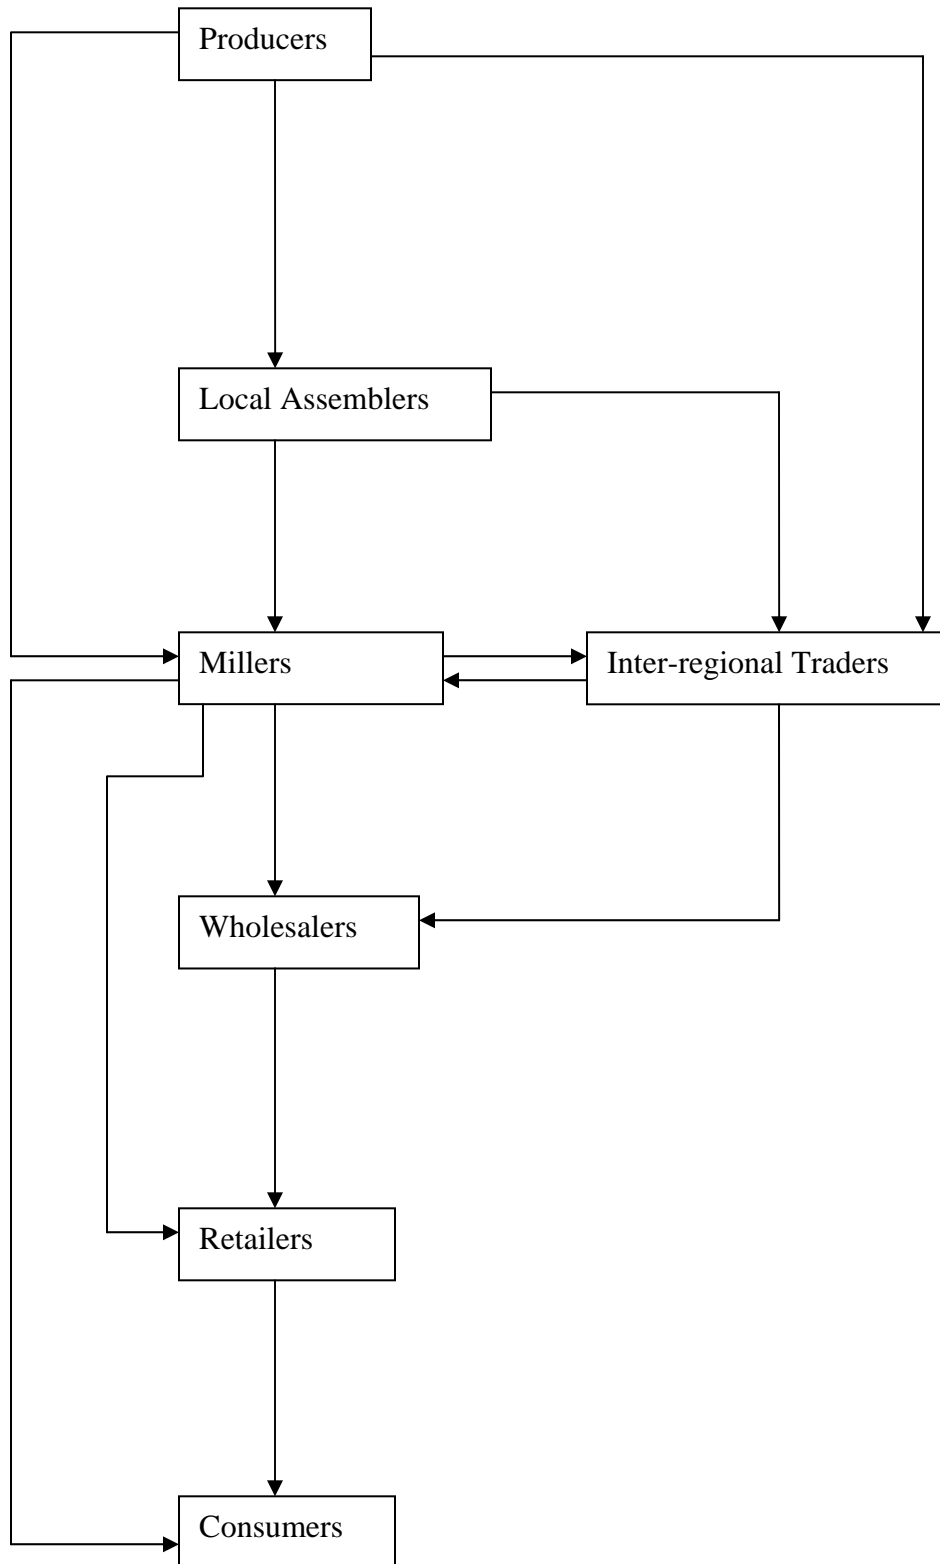 Producers
Local Assemblers
Millers
Inter-regional Traders
Wholesalers
Retailers
Consumers